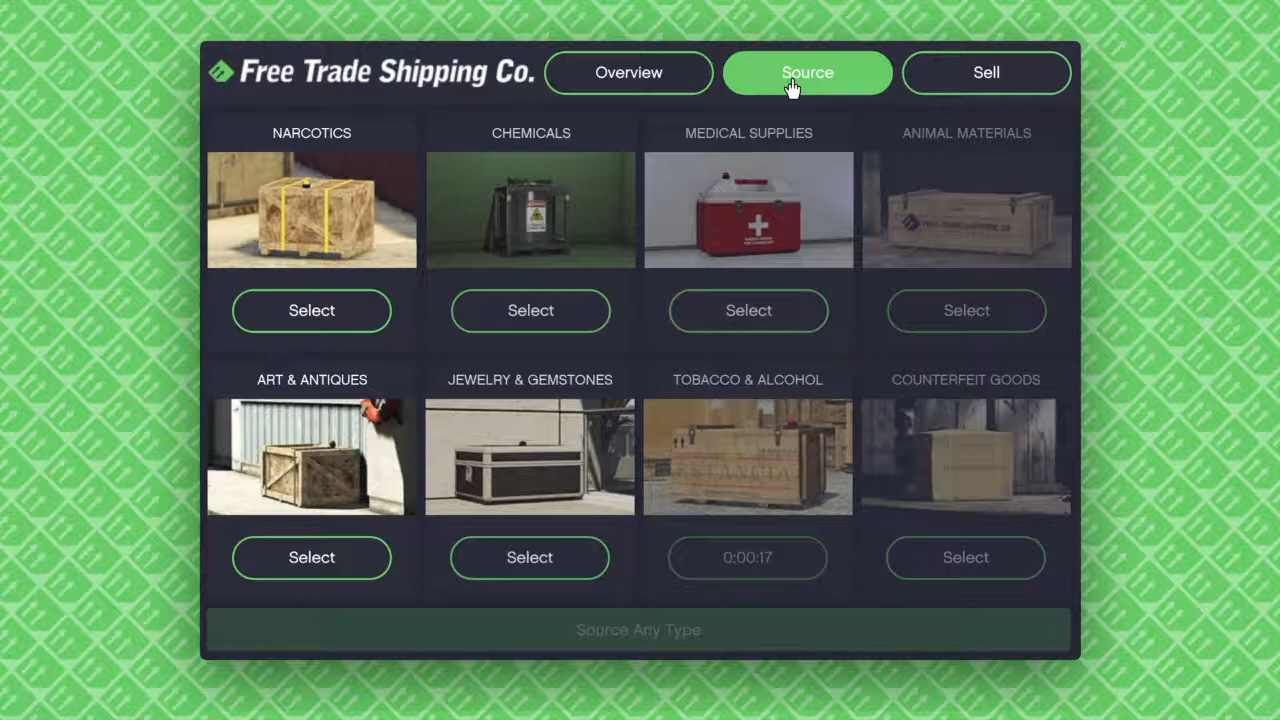 Free Trade Shipping Co.
Overview
Source
Sell
NARCOTICS
CHEMICALS
MEDICAL SUPPLIES
ANIMAL MATERIALS
Select
Select
Select
Select
ART & ANTIQUES
JEWELRY & GEMSTONES
TOBACCO & ALCOHOL
COUNTERFEIT GOODS
Select
Select
0:00:17
Select
Source Any Type